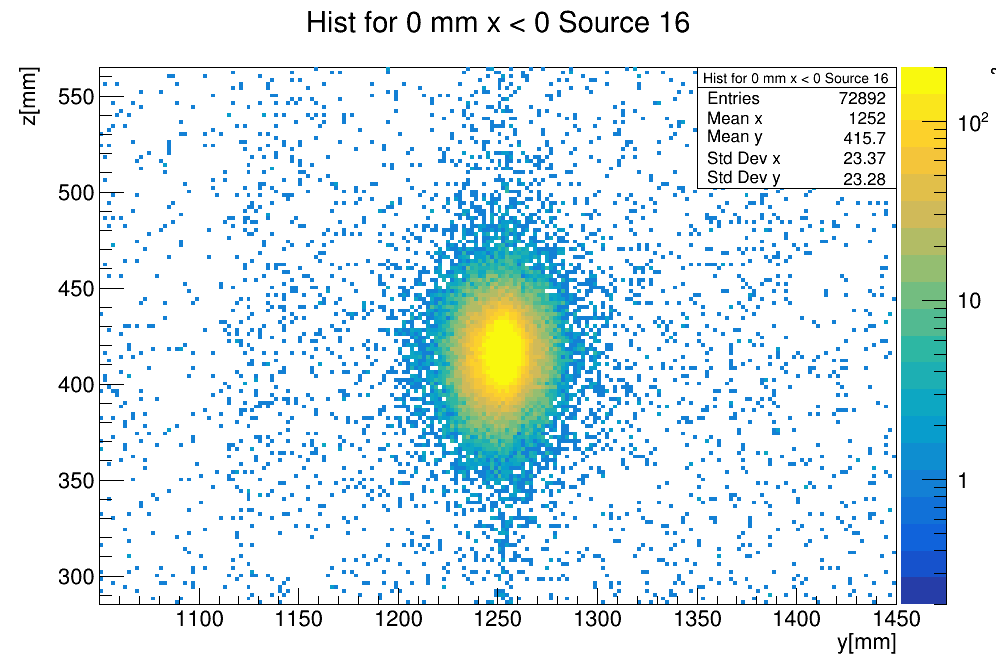 Hist for 0 mm x < 0 Source 16
z[mm]
Hist for 0 mm x < 0 Source 16
Entries 72892
Mean x 1252
Mean y 415.7
Std Dev x 23.37
Std Dev y 23.28
550
500
450
400
350
300
10²
10
1
1100 1150 1200 1250 1300 1350 1400 1450
y[mm]